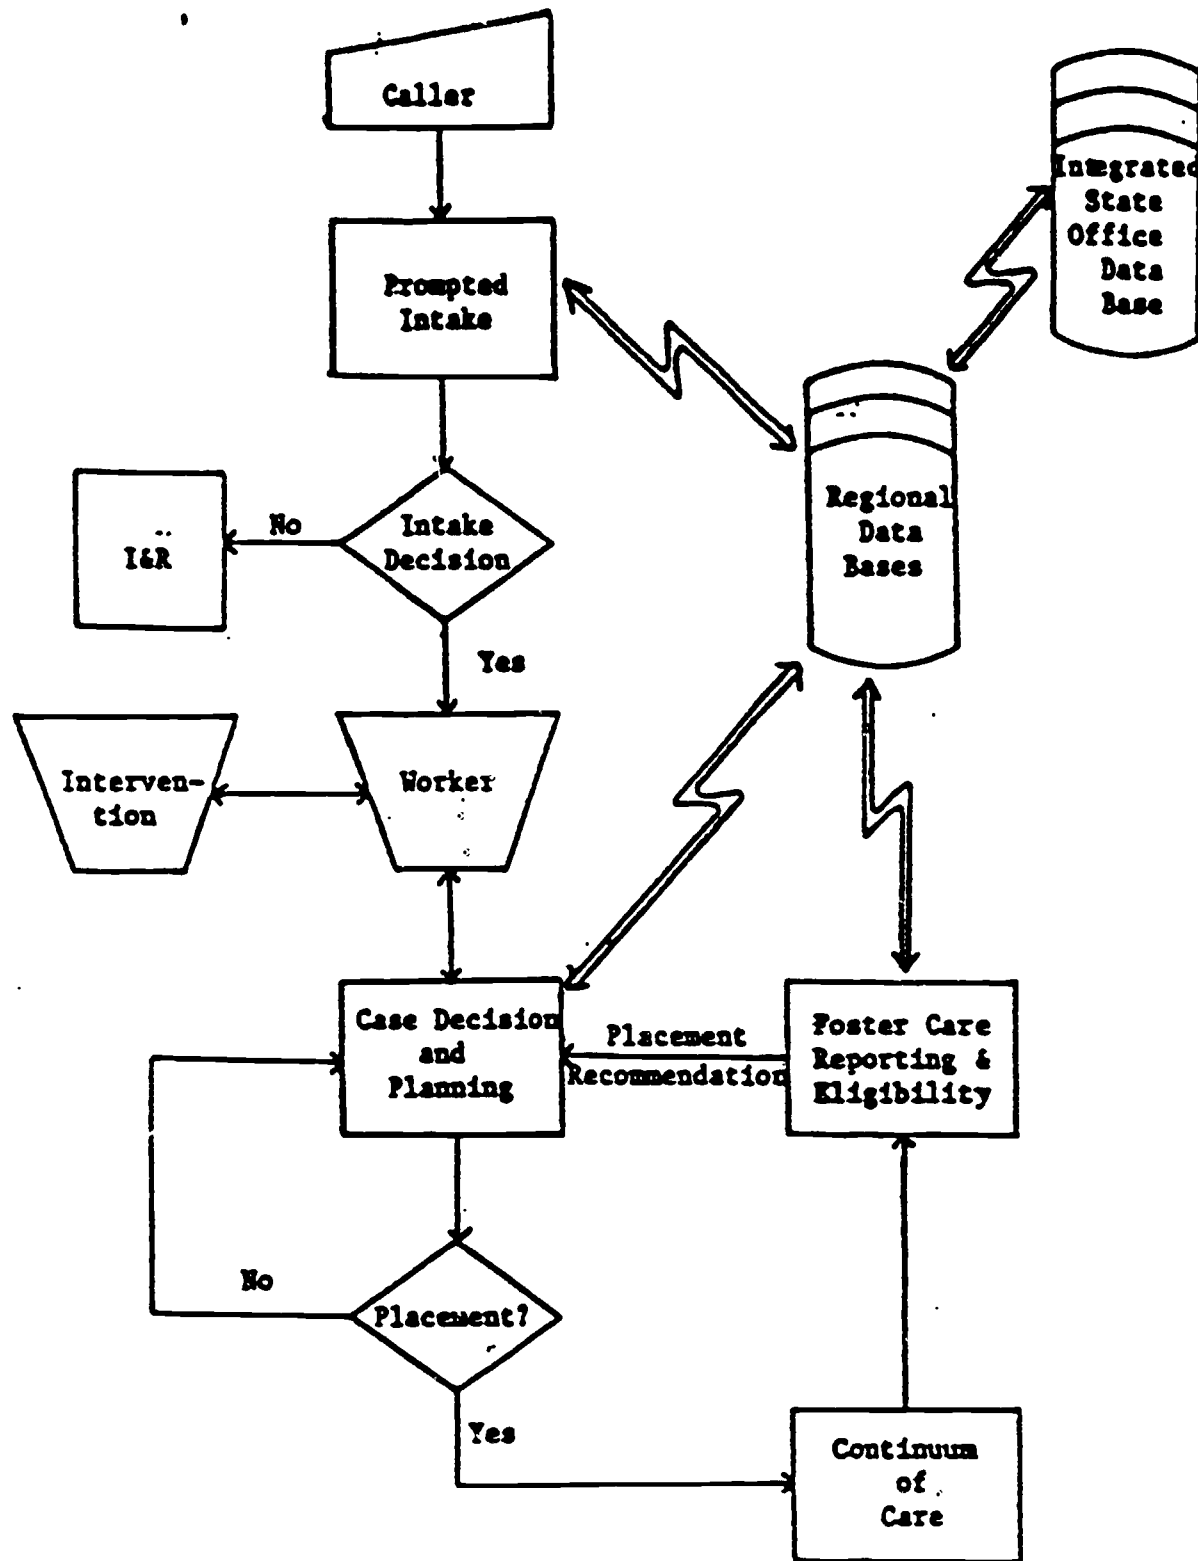 Caller
Integrated
State
Office
Data
Base
Prompted
Intake
Regional
Data
Bases
No
I&R
Intake
Decision
Yes
Interven-
tion
Worker
Case Decision
and
Planning
Placement
Recommendation
Foster Care
Reporting &
Eligibility
No
Placement?
Yes
Continuum
of
Care